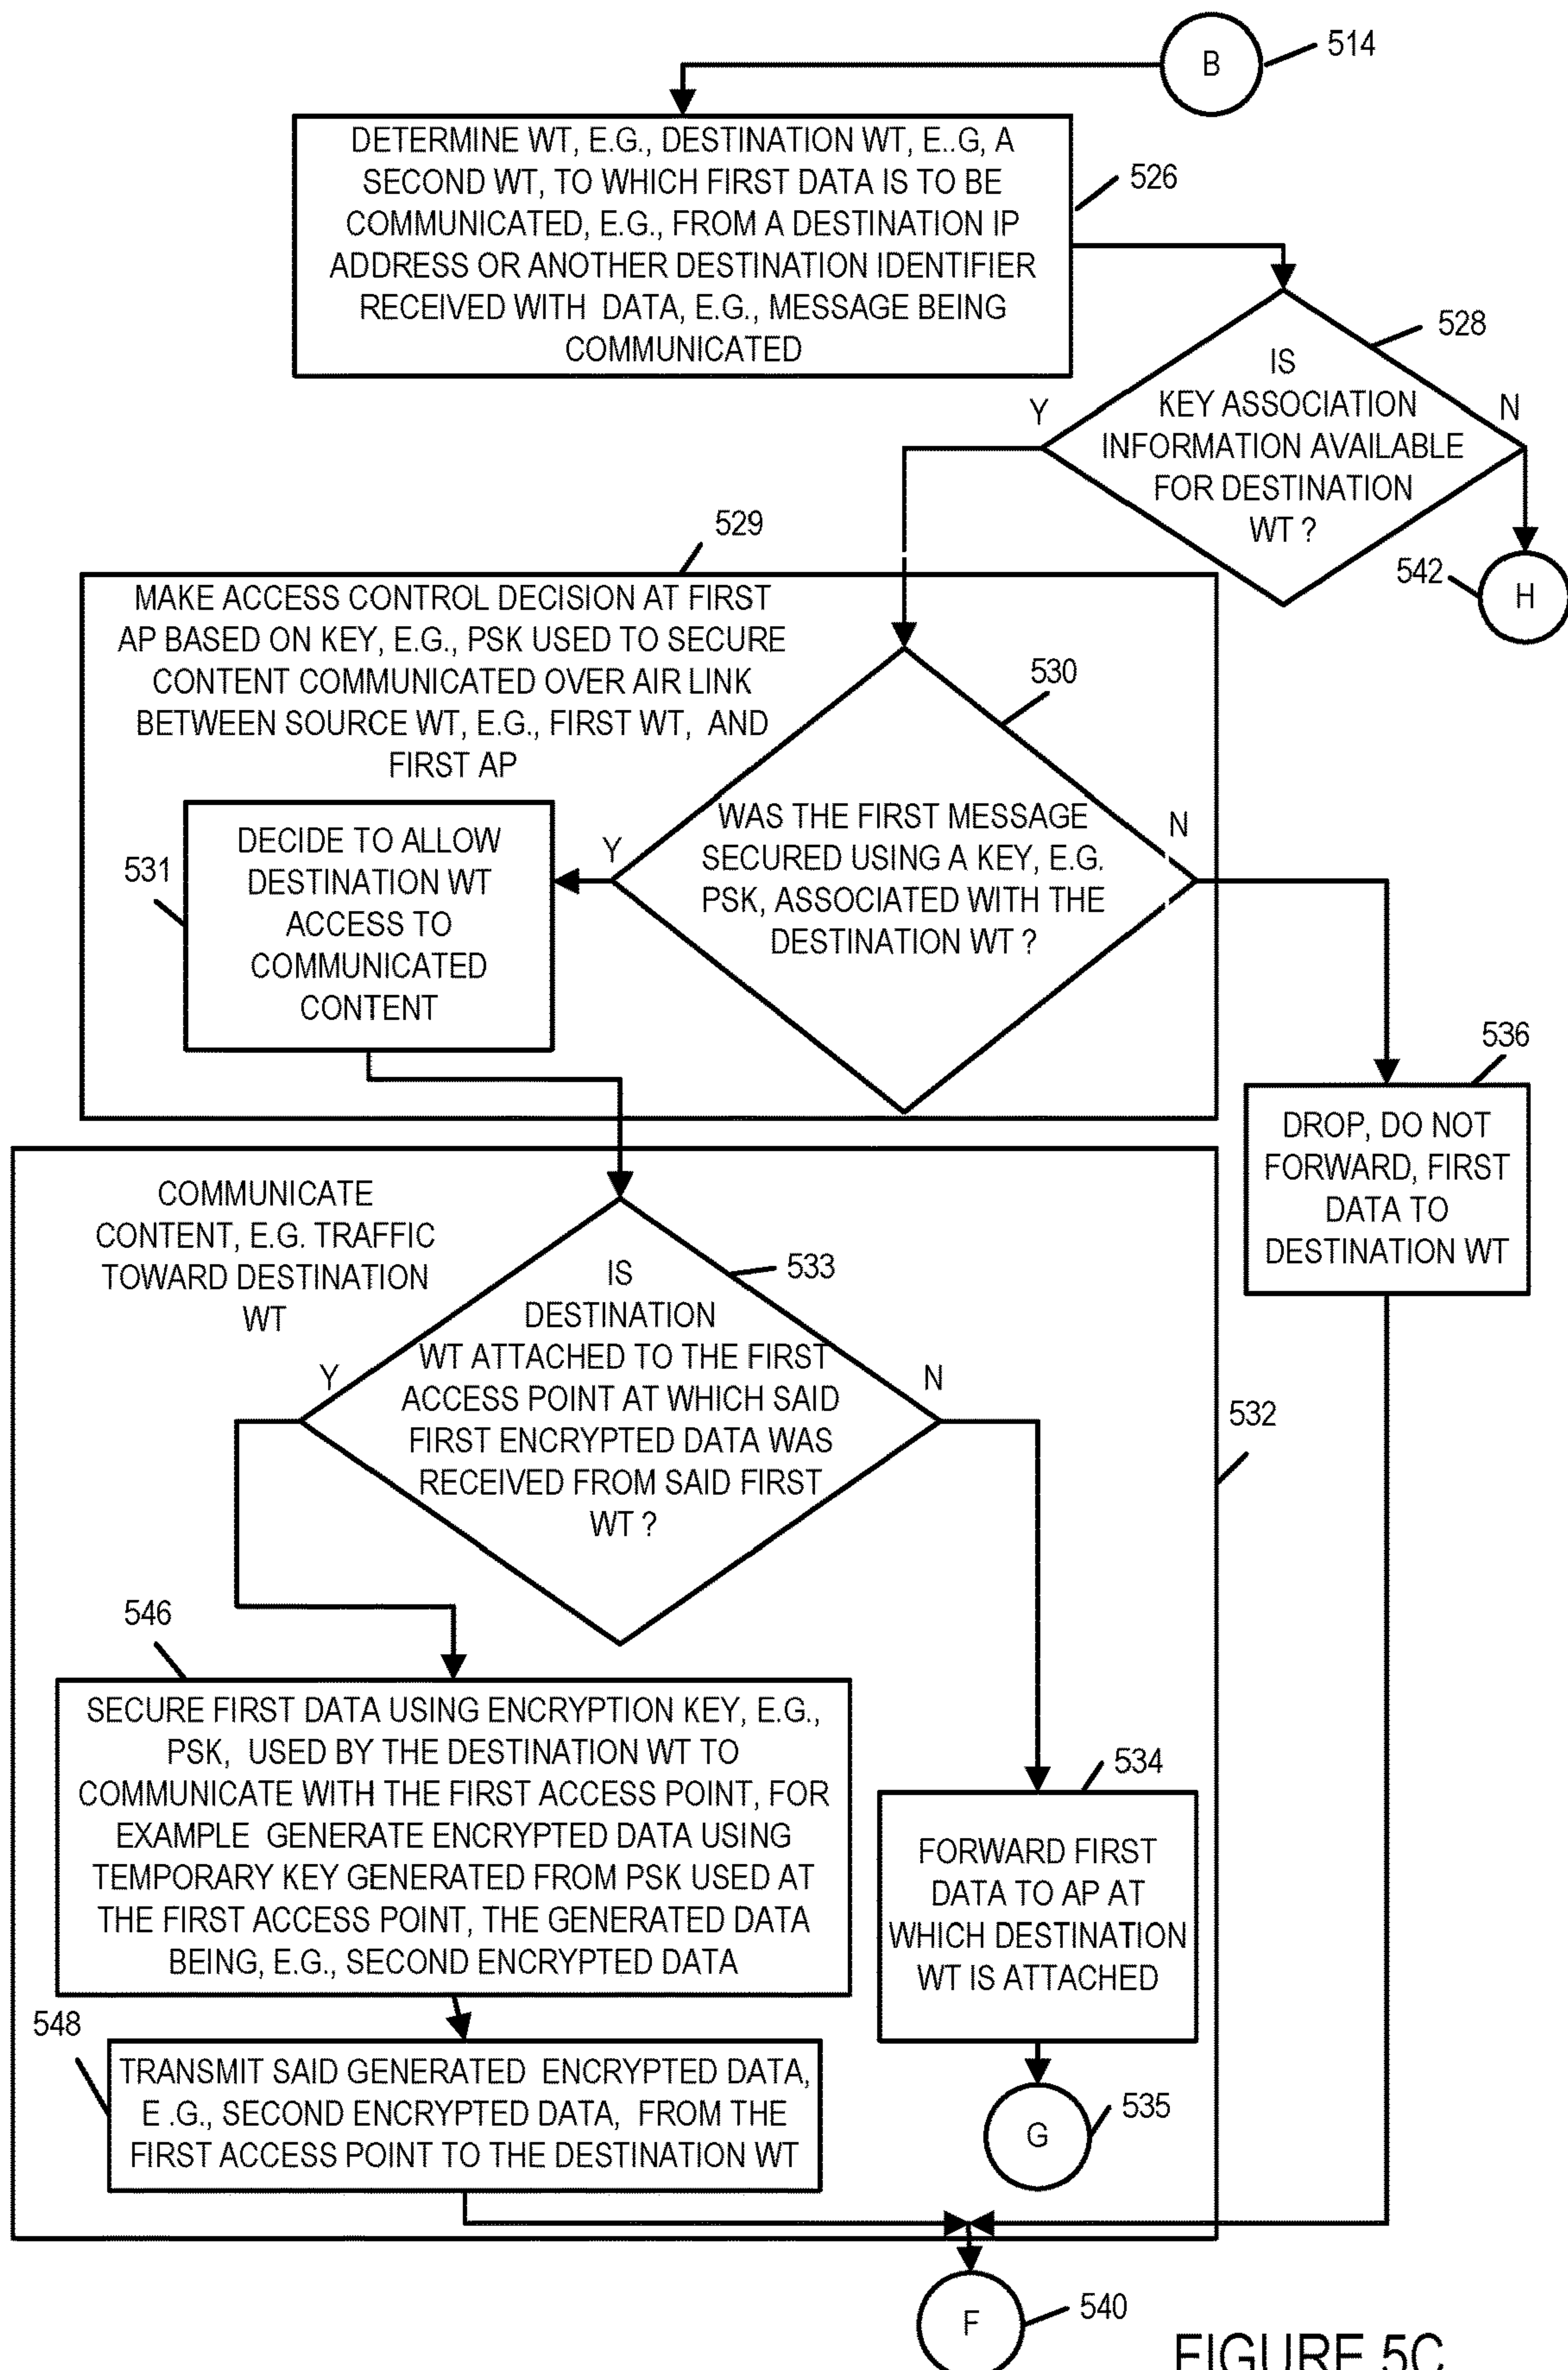 B
514
DETERMINE WT, E.G., DESTINATION WT, E..G, A
SECOND WT, TO WHICH FIRST DATA IS TO BE
COMMUNICATED, E.G., FROM A DESTINATION IP
ADDRESS OR ANOTHER DESTINATION IDENTIFIER
RECEIVED WITH DATA, E.G., MESSAGE BEING
COMMUNICATED
526
528
IS
KEY ASSOCIATION
INFORMATION AVAILABLE
FOR DESTINATION
WT ?
Y
N
542
H
529
MAKE ACCESS CONTROL DECISION AT FIRST
AP BASED ON KEY, E.G., PSK USED TO SECURE
CONTENT COMMUNICATED OVER AIR LINK
BETWEEN SOURCE WT, E.G., FIRST WT, AND
FIRST AP
530
WAS THE FIRST MESSAGE
SECURED USING A KEY, E.G.
PSK, ASSOCIATED WITH THE
DESTINATION WT ?
Y
N
531
DECIDE TO ALLOW
DESTINATION WT
ACCESS TO
COMMUNICATED
CONTENT
536
DROP, DO NOT
FORWARD, FIRST
DATA TO
DESTINATION WT
COMMUNICATE
CONTENT, E.G. TRAFFIC
TOWARD DESTINATION
WT
533
IS
DESTINATION
WT ATTACHED TO THE FIRST
ACCESS POINT AT WHICH SAID
FIRST ENCRYPTED DATA WAS
RECEIVED FROM SAID FIRST
WT ?
Y
N
532
546
SECURE FIRST DATA USING ENCRYPTION KEY, E.G.,
PSK, USED BY THE DESTINATION WT TO
COMMUNICATE WITH THE FIRST ACCESS POINT, FOR
EXAMPLE GENERATE ENCRYPTED DATA USING
TEMPORARY KEY GENERATED FROM PSK USED AT
THE FIRST ACCESS POINT, THE GENERATED DATA
BEING, E.G., SECOND ENCRYPTED DATA
534
FORWARD FIRST
DATA TO AP AT
WHICH DESTINATION
WT IS ATTACHED
548
TRANSMIT SAID GENERATED ENCRYPTED DATA,
E .G., SECOND ENCRYPTED DATA, FROM THE
FIRST ACCESS POINT TO THE DESTINATION WT
G
535
F
540
FIGURE 5C